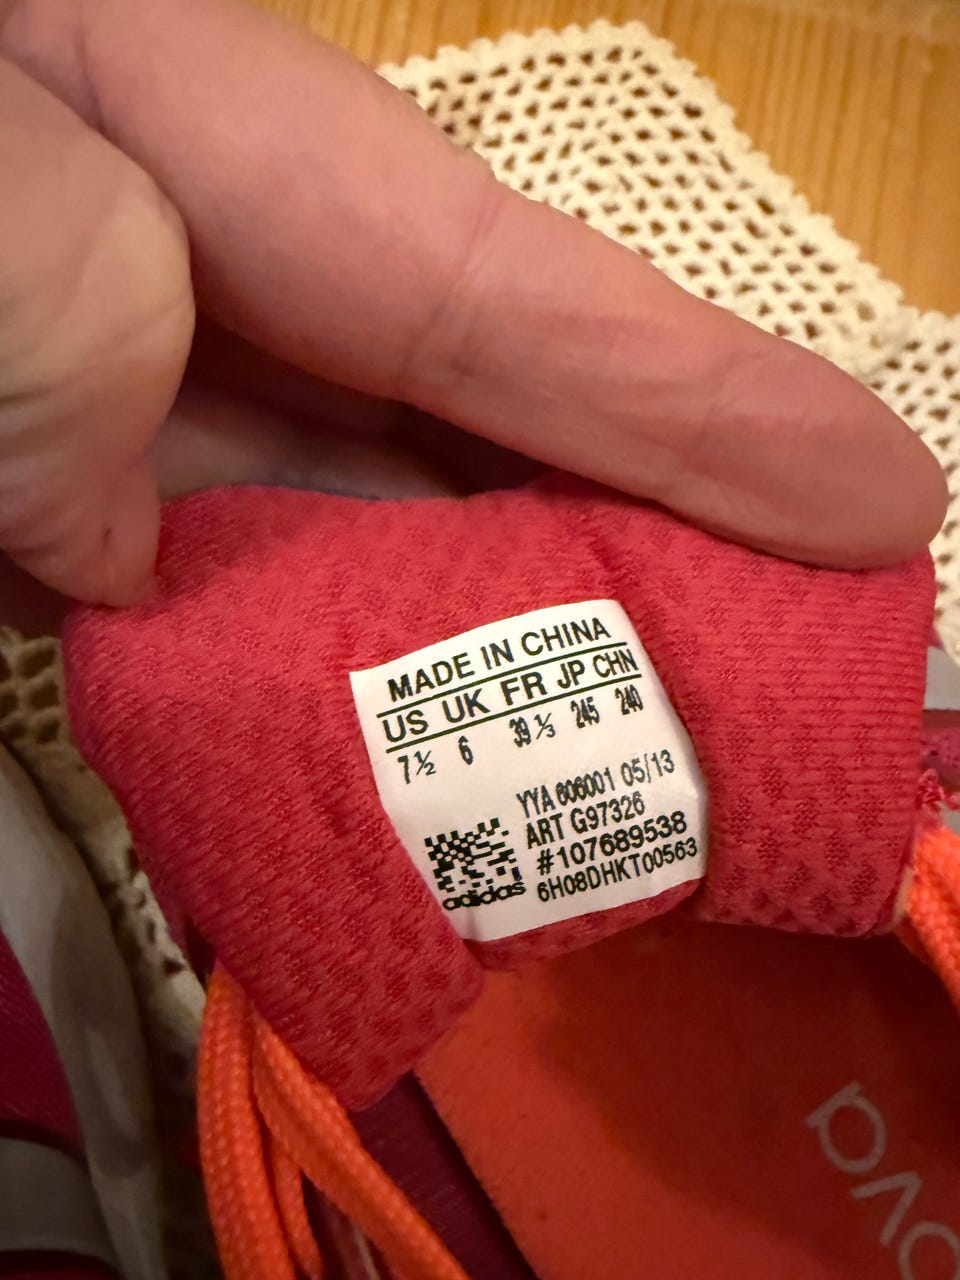 MADE IN CHINA
US UK FR JP CHN
7½ 6 39⅓ 245 240
YYA 606001 05/13
ART G97326
#107689538
6H08DHKT00563
adidas
ova